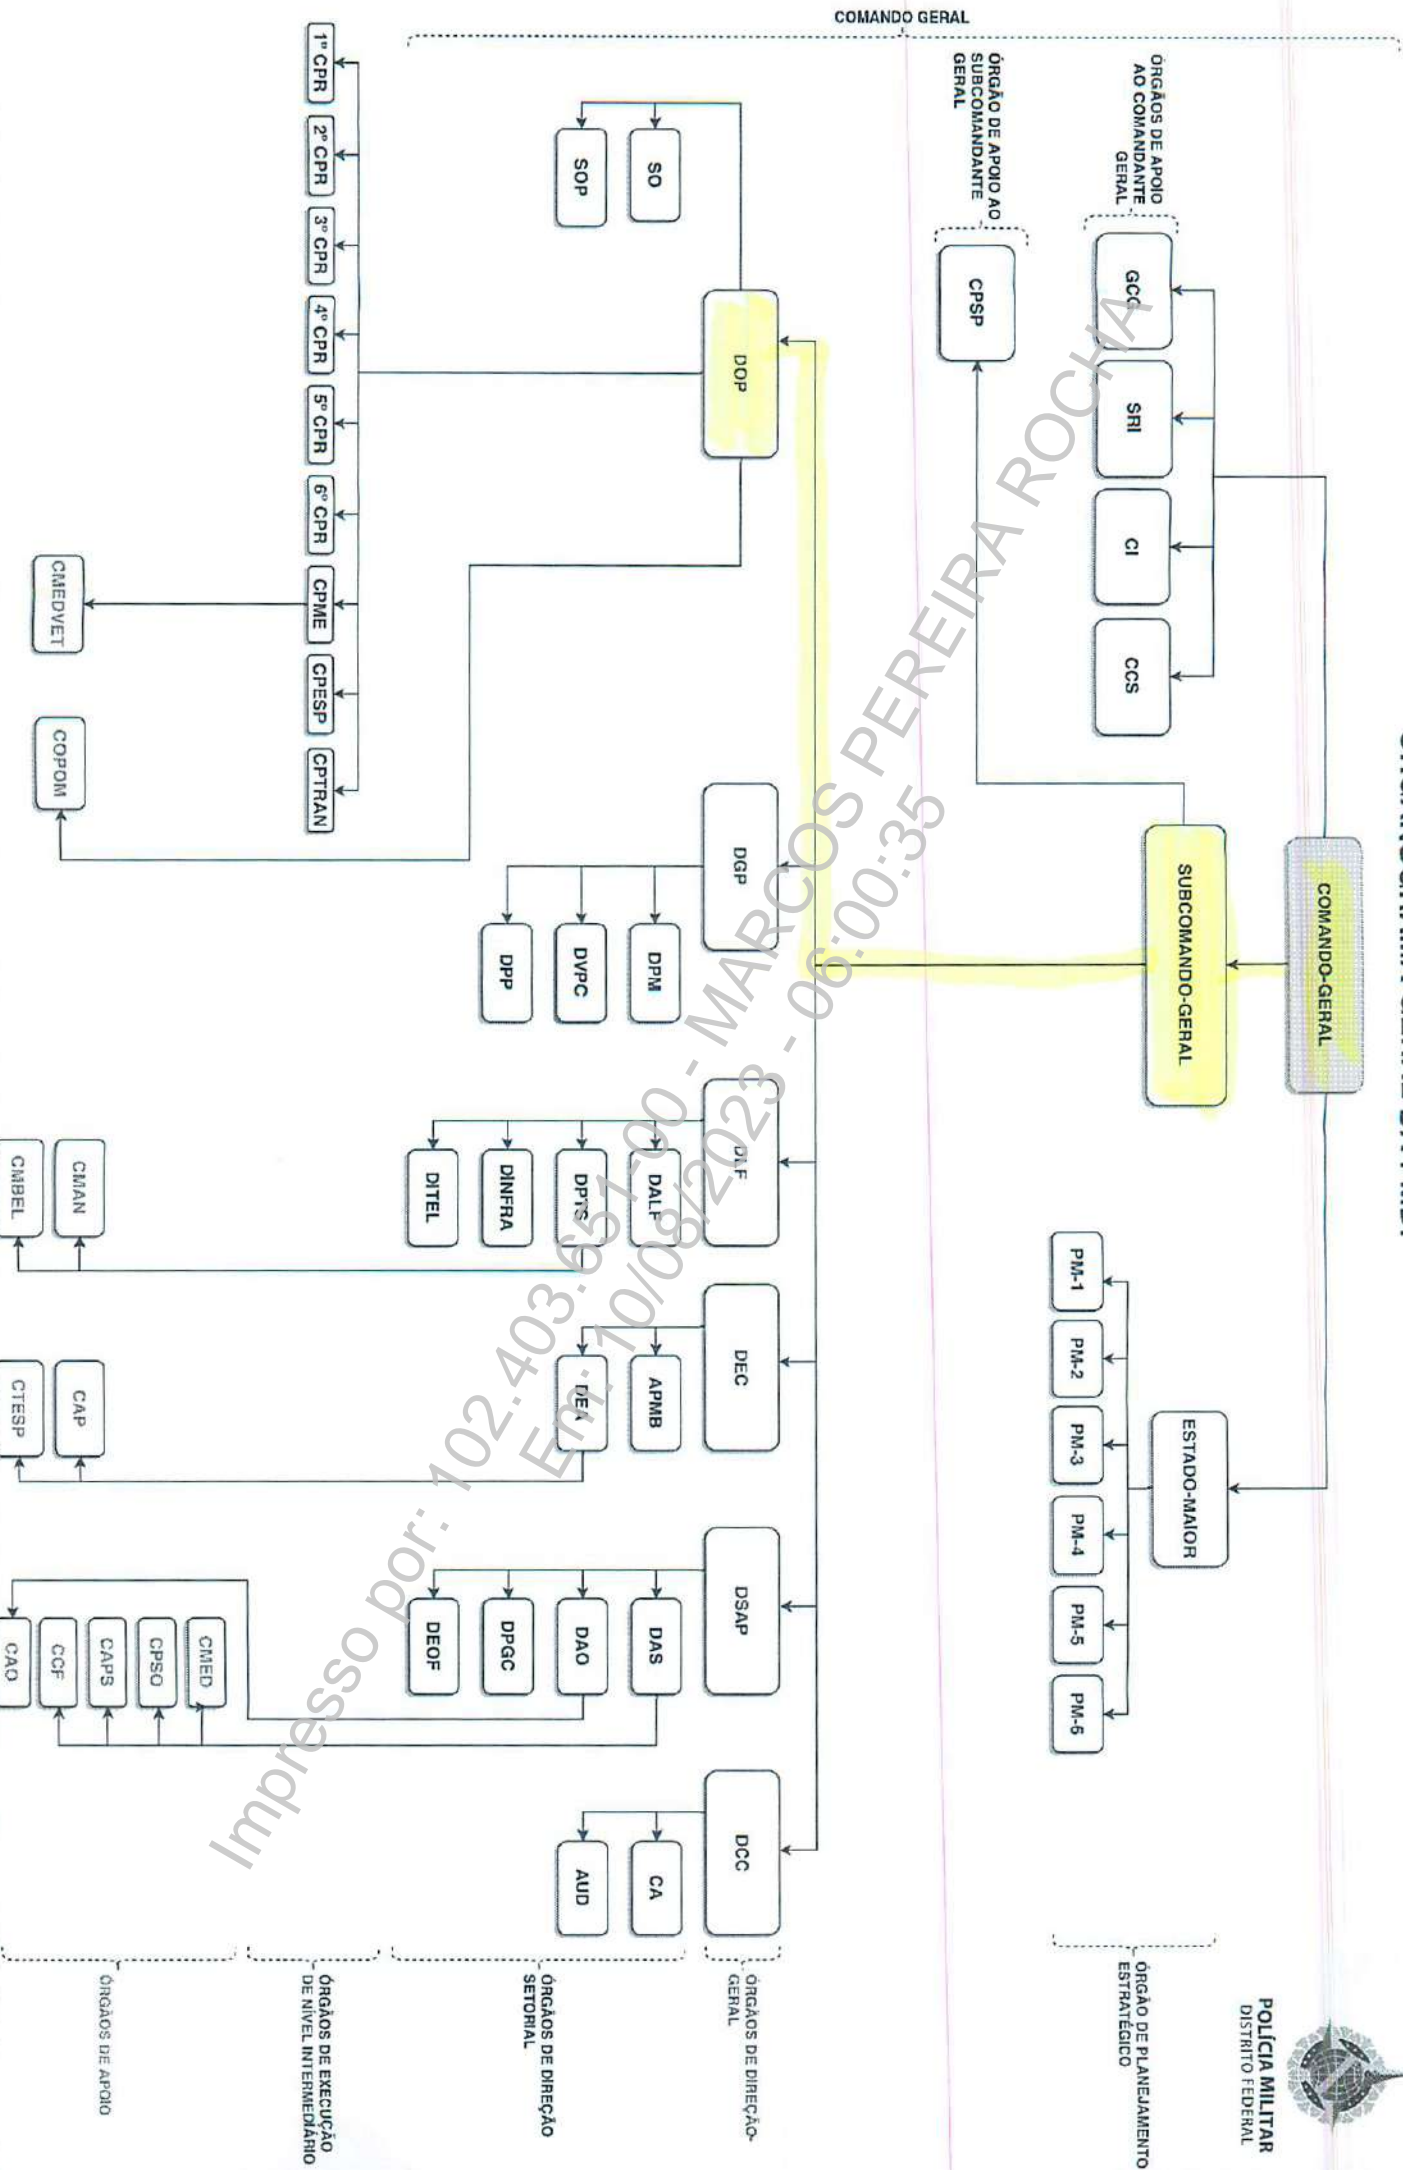 POLÍCIA MILITAR
DISTRITO FEDERAL
COMANDO-GERAL
SUBCOMANDO-GERAL
ESTADO-MAIOR
COMANDO GERAL
ÓRGÃOS DE APOIO
AO COMANDANTE
GERAL
GCG
SRI
CI
CCS
PM-1
PM-2
PM-3
PM-4
PM-5
PM-6
ÓRGÃO DE PLANEJAMENTO
ESTRATÉGICO
ÓRGÃO DE APOIO AO
SUBCOMANDANTE
GERAL
CPSP
DOP
DGP
DLF
DEC
DSAP
DCC
ÓRGÃOS DE DIREÇÃO-
GERAL
SO
SOP
DPM
DVPC
DPP
DALF
DPTS
DINFRA
DITEL
APMB
DEA
DAS
DAO
DPGC
DEOF
CA
AUD
ÓRGÃOS DE DIREÇÃO
SETORIAL
1º CPR
2º CPR
3º CPR
4º CPR
5º CPR
6º CPR
CPME
CPESP
CPTRAN
ÓRGÃOS DE EXECUÇÃO
DE NÍVEL INTERMEDIÁRIO
CMEDVET
COPOM
CMAN
CMBEL
CAP
CTESP
CMED
CPSO
CAPS
CCF
CAO
ÓRGÃOS DE APOIO
Impresso por: 102.403.651-00 - MARCOS PEREIRA ROCHA
Em: 10/08/2023 - 06:00:35